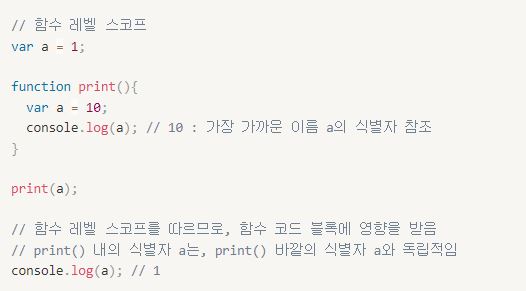 // 함수 레벨 스코프
var a = 1;
function print(){
var a = 10;
console.log(a); // 10 : 가장 가까운 이름 a의 식별자 참조
}
print(a);
// 함수 레벨 스코프를 따르므로, 함수 코드 블록에 영향을 받음
// print() 내의 식별자 a는, print() 바깥의 식별자 a와 독립적임
console.log(a); // 1